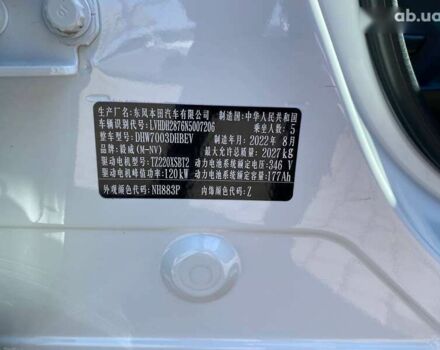 ab.ua
生产厂名：东风本田汽车有限公司 制造国：中华人民共和国
车辆识别代号：LVHDH2876N5007206 乘坐人数：5
整车型号：DHW7003DHBEV 制造年月：2022年8月
品牌：毅威(M-NV) 最大允许总质量：2027kg
驱动电机型号：TZ220XSBT2 动力电池系统额定电压：346V
驱动电机峰值功率：120kW 动力电池系统额定容量：177Ah
外观颜色代码：NH883P 内饰颜色代码：Z